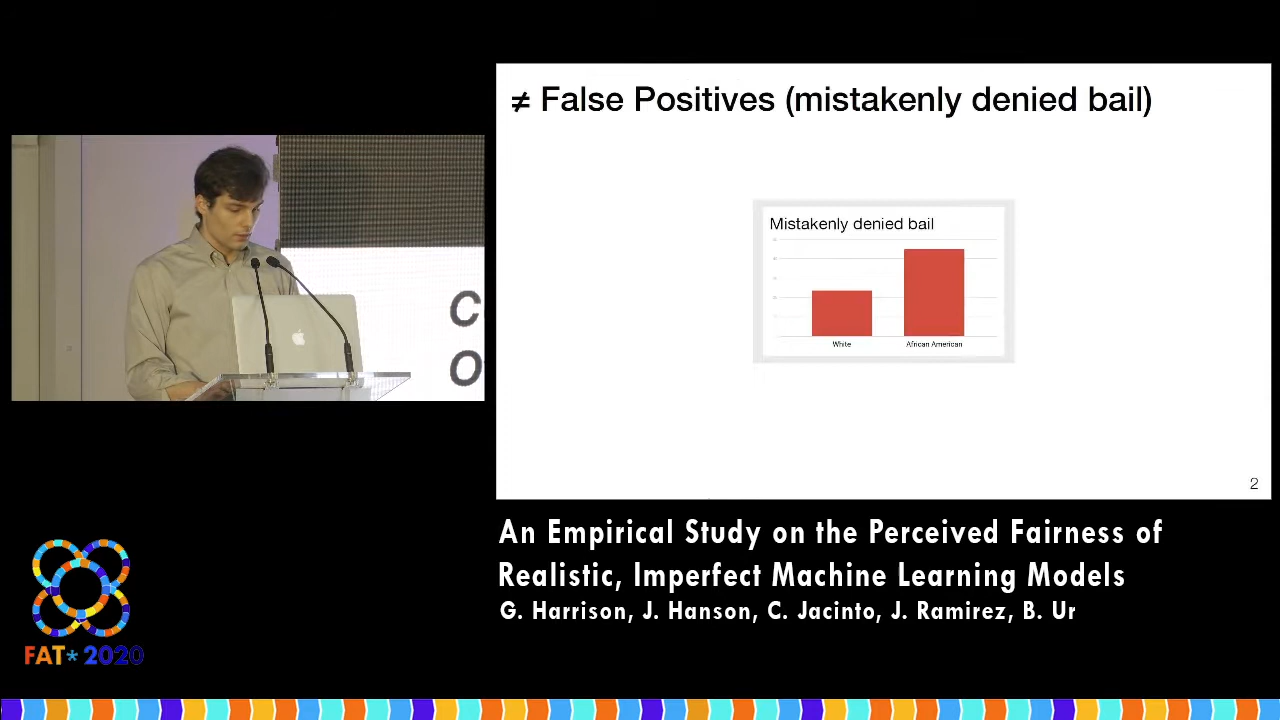 ≠ False Positives (mistakenly denied bail)
Mistakenly denied bail
White
African American
2
C
O
An Empirical Study on the Perceived Fairness of
Realistic, Imperfect Machine Learning Models
G. Harrison, J. Hanson, C. Jacinto, J. Ramirez, B. Ur
FAT* 2020